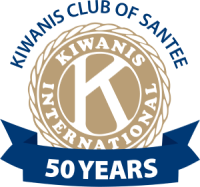 KIWANIS CLUB OF SANTEE
KIWANIS
K
INTERNATIONAL
50 YEARS